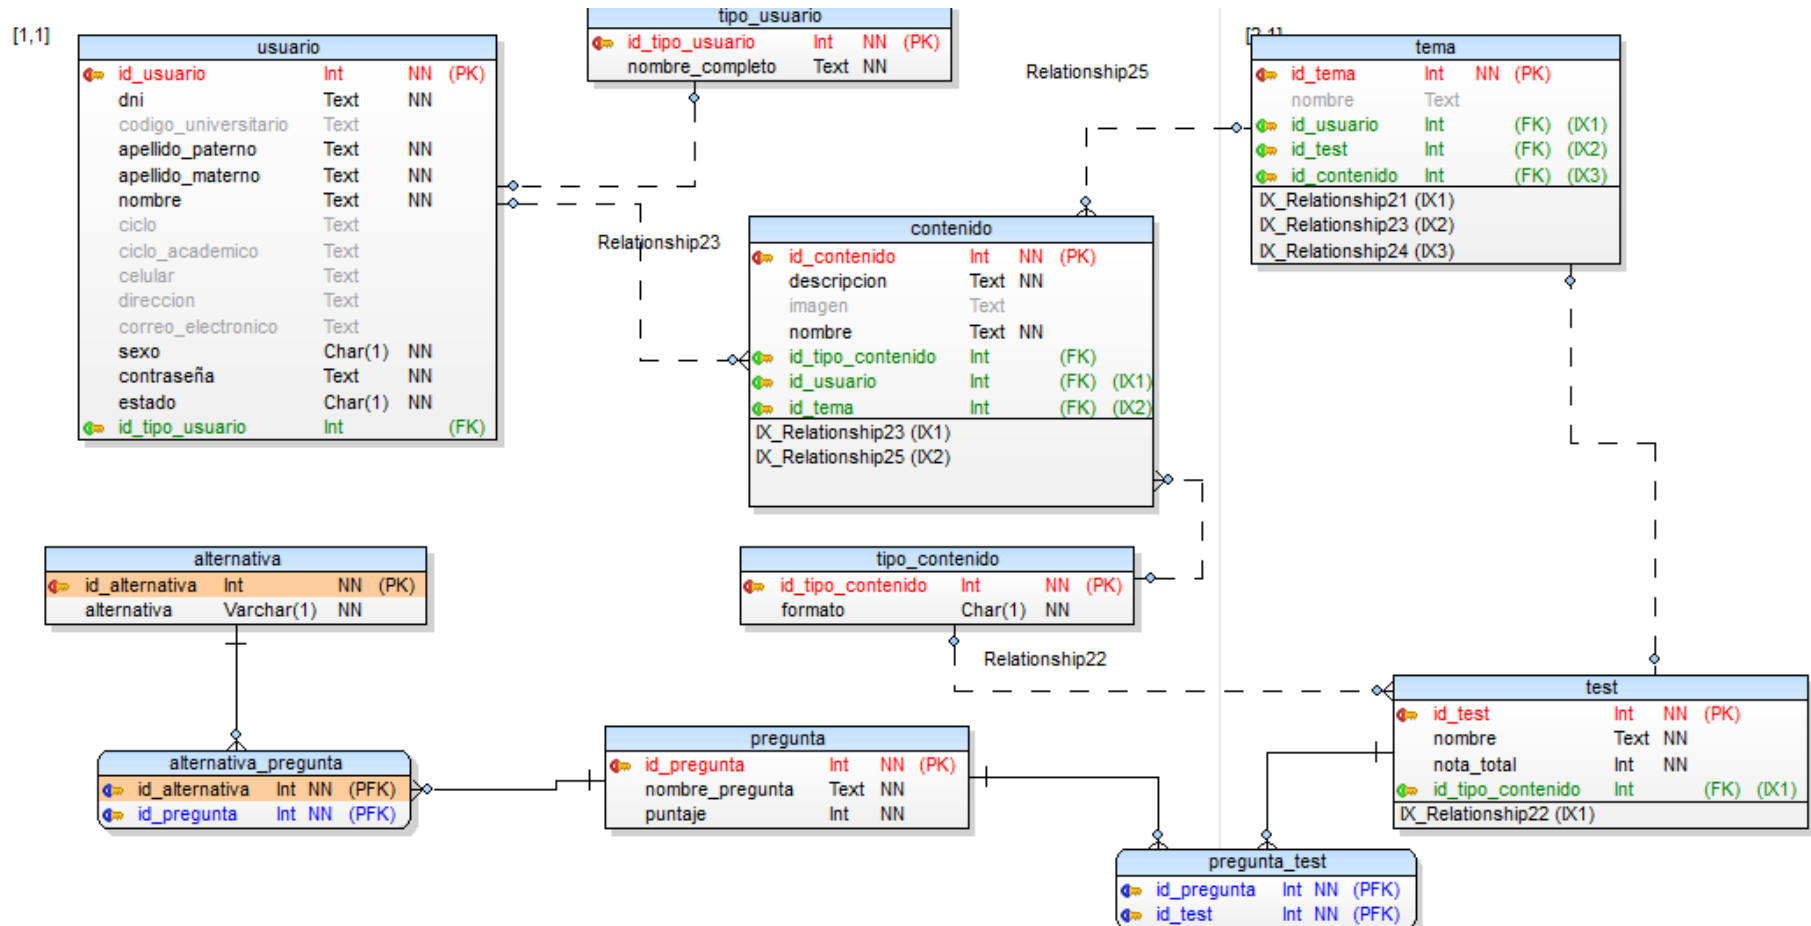 [1,1]
usuario
id_usuario Int NN (PK)
dni Text NN
codigo_universitario Text
apellido_paterno Text NN
apellido_materno Text NN
nombre Text NN
ciclo Text
ciclo_academico Text
celular Text
direccion Text
correo_electronico Text
sexo Char(1) NN
contraseña Text NN
estado Char(1) NN
id_tipo_usuario Int (FK)
tipo_usuario
id_tipo_usuario Int NN (PK)
nombre_completo Text NN
Relationship25
[2,1]
tema
id_tema Int NN (PK)
nombre Text
id_usuario Int (FK) (IX1)
id_test Int (FK) (IX2)
id_contenido Int (FK) (IX3)
IX_Relationship21 (IX1)
IX_Relationship23 (IX2)
IX_Relationship24 (IX3)
Relationship23
contenido
id_contenido Int NN (PK)
descripcion Text NN
imagen Text
nombre Text NN
id_tipo_contenido Int (FK)
id_usuario Int (FK) (IX1)
id_tema Int (FK) (IX2)
IX_Relationship23 (IX1)
IX_Relationship25 (IX2)
alternativa
id_alternativa Int NN (PK)
alternativa Varchar(1) NN
tipo_contenido
id_tipo_contenido Int NN (PK)
formato Char(1) NN
Relationship22
test
id_test Int NN (PK)
nombre Text NN
nota_total Int NN
id_tipo_contenido Int (FK) (IX1)
IX_Relationship22 (IX1)
alternativa_pregunta
id_alternativa Int NN (PFK)
id_pregunta Int NN (PFK)
pregunta
id_pregunta Int NN (PK)
nombre_pregunta Text NN
puntaje Int NN
pregunta_test
id_pregunta Int NN (PFK)
id_test Int NN (PFK)